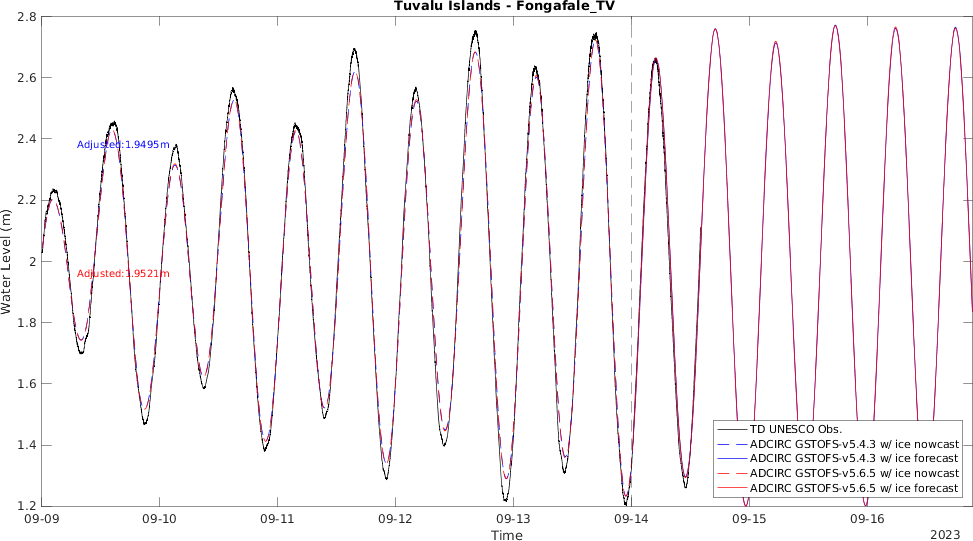 Tuvalu Islands - Fongafale_TV
2.8
2.6
2.4
2.2
2
1.8
1.6
1.4
1.2
Water Level (m)
Adjusted:1.9495m
Adjusted:1.9521m
TD UNESCO Obs.
ADCIRC GSTOFS-v5.4.3 w/ ice nowcast
ADCIRC GSTOFS-v5.4.3 w/ ice forecast
ADCIRC GSTOFS-v5.6.5 w/ ice nowcast
ADCIRC GSTOFS-v5.6.5 w/ ice forecast
09-09 09-10 09-11 09-12 09-13 09-14 09-15 09-16
Time
2023